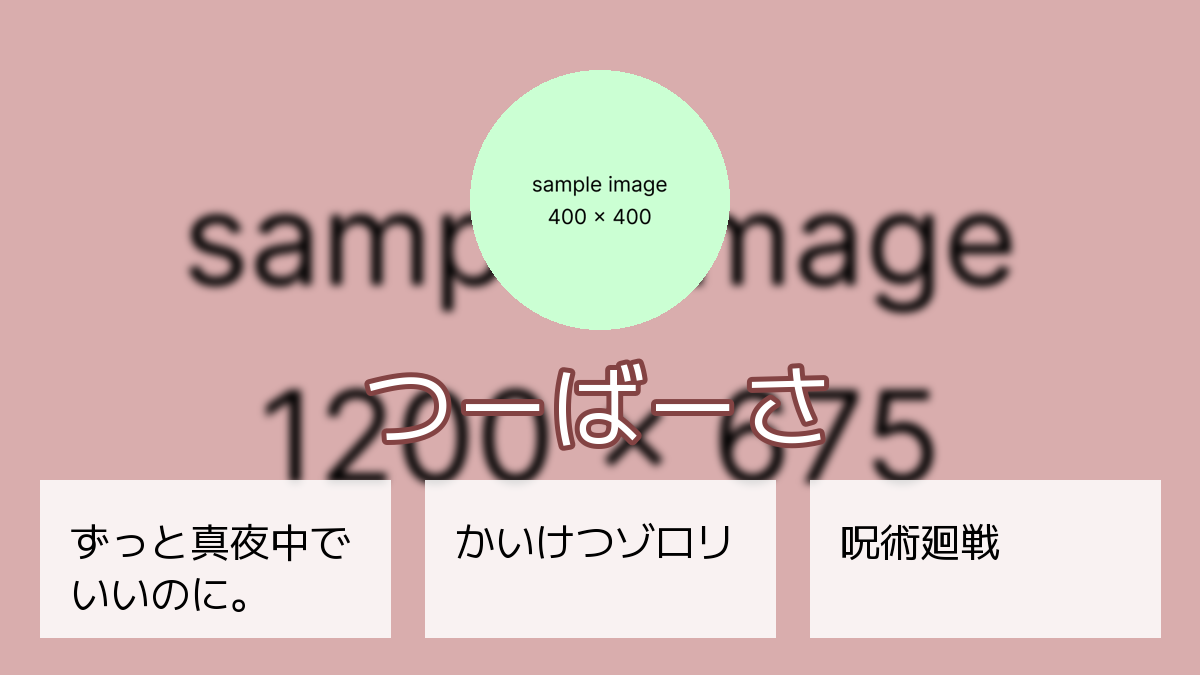 sample image
400 × 400
sample image
1200 × 675
つーばーさ
ずっと真夜中で
いいのに。
かいけつゾロリ
呪術廻戦